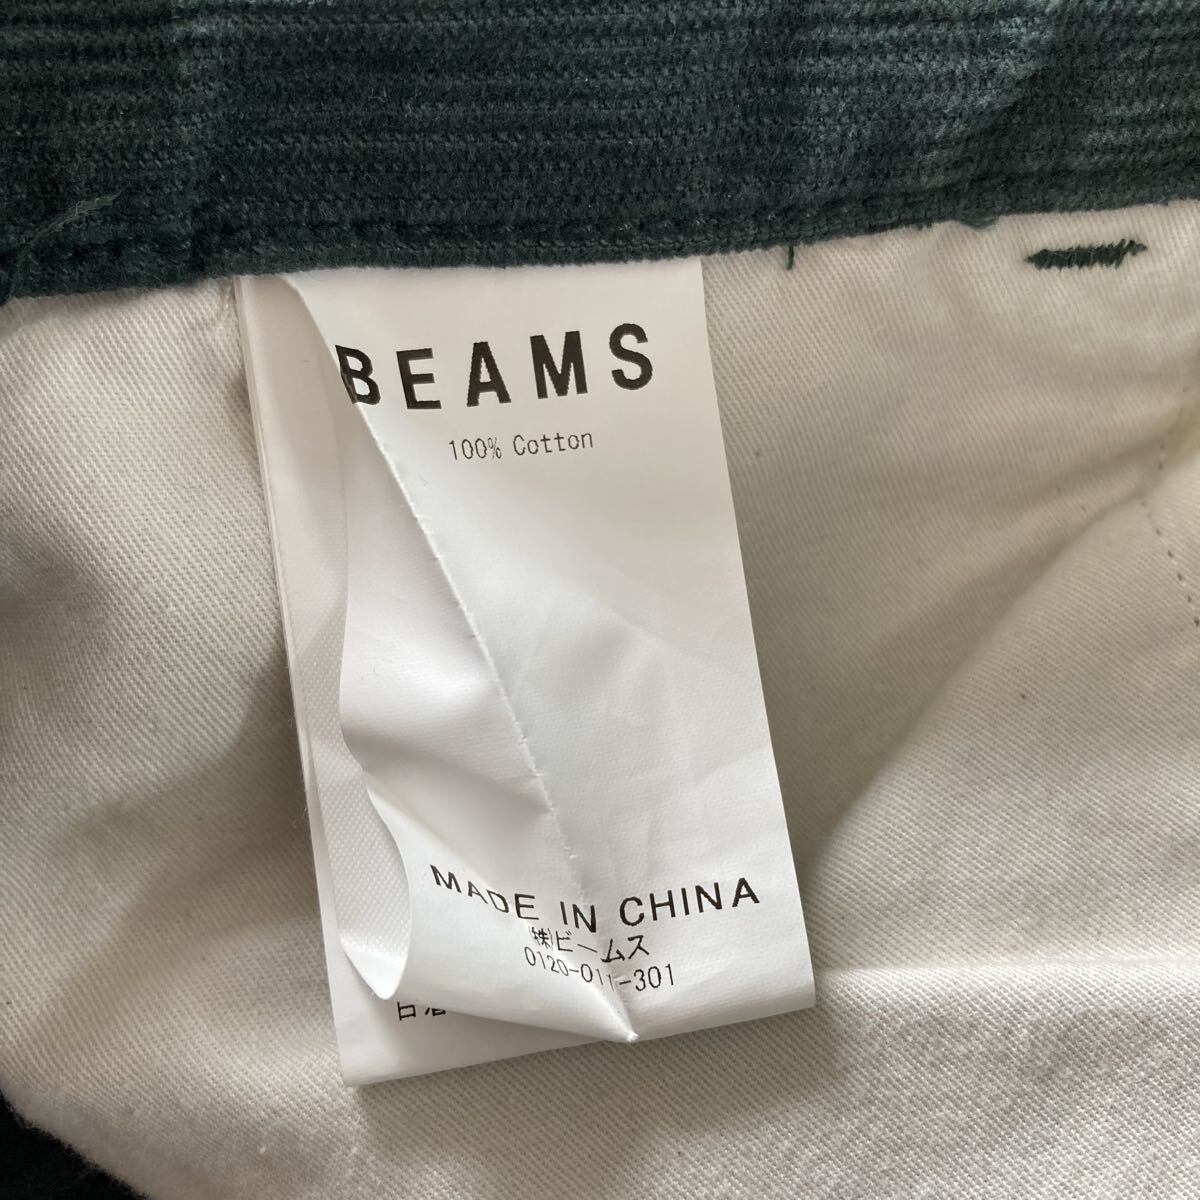 BEAMS
100% Cotton
MADE IN CHINA
(株)ビームス
0120-011-301